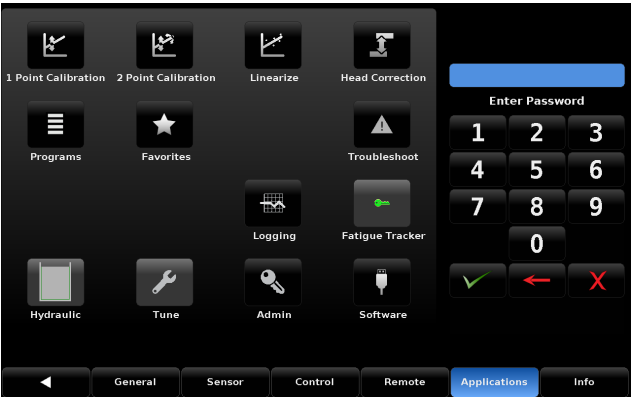 1 Point Calibration 2 Point Calibration Linearize Head Correction
Enter Password
1 2 3
Programs Favorites Troubleshoot
4 5 6
7 8 9
Logging Fatigue Tracker
0
Hydraulic Tune Admin Software
General Sensor Control Remote Applications Info